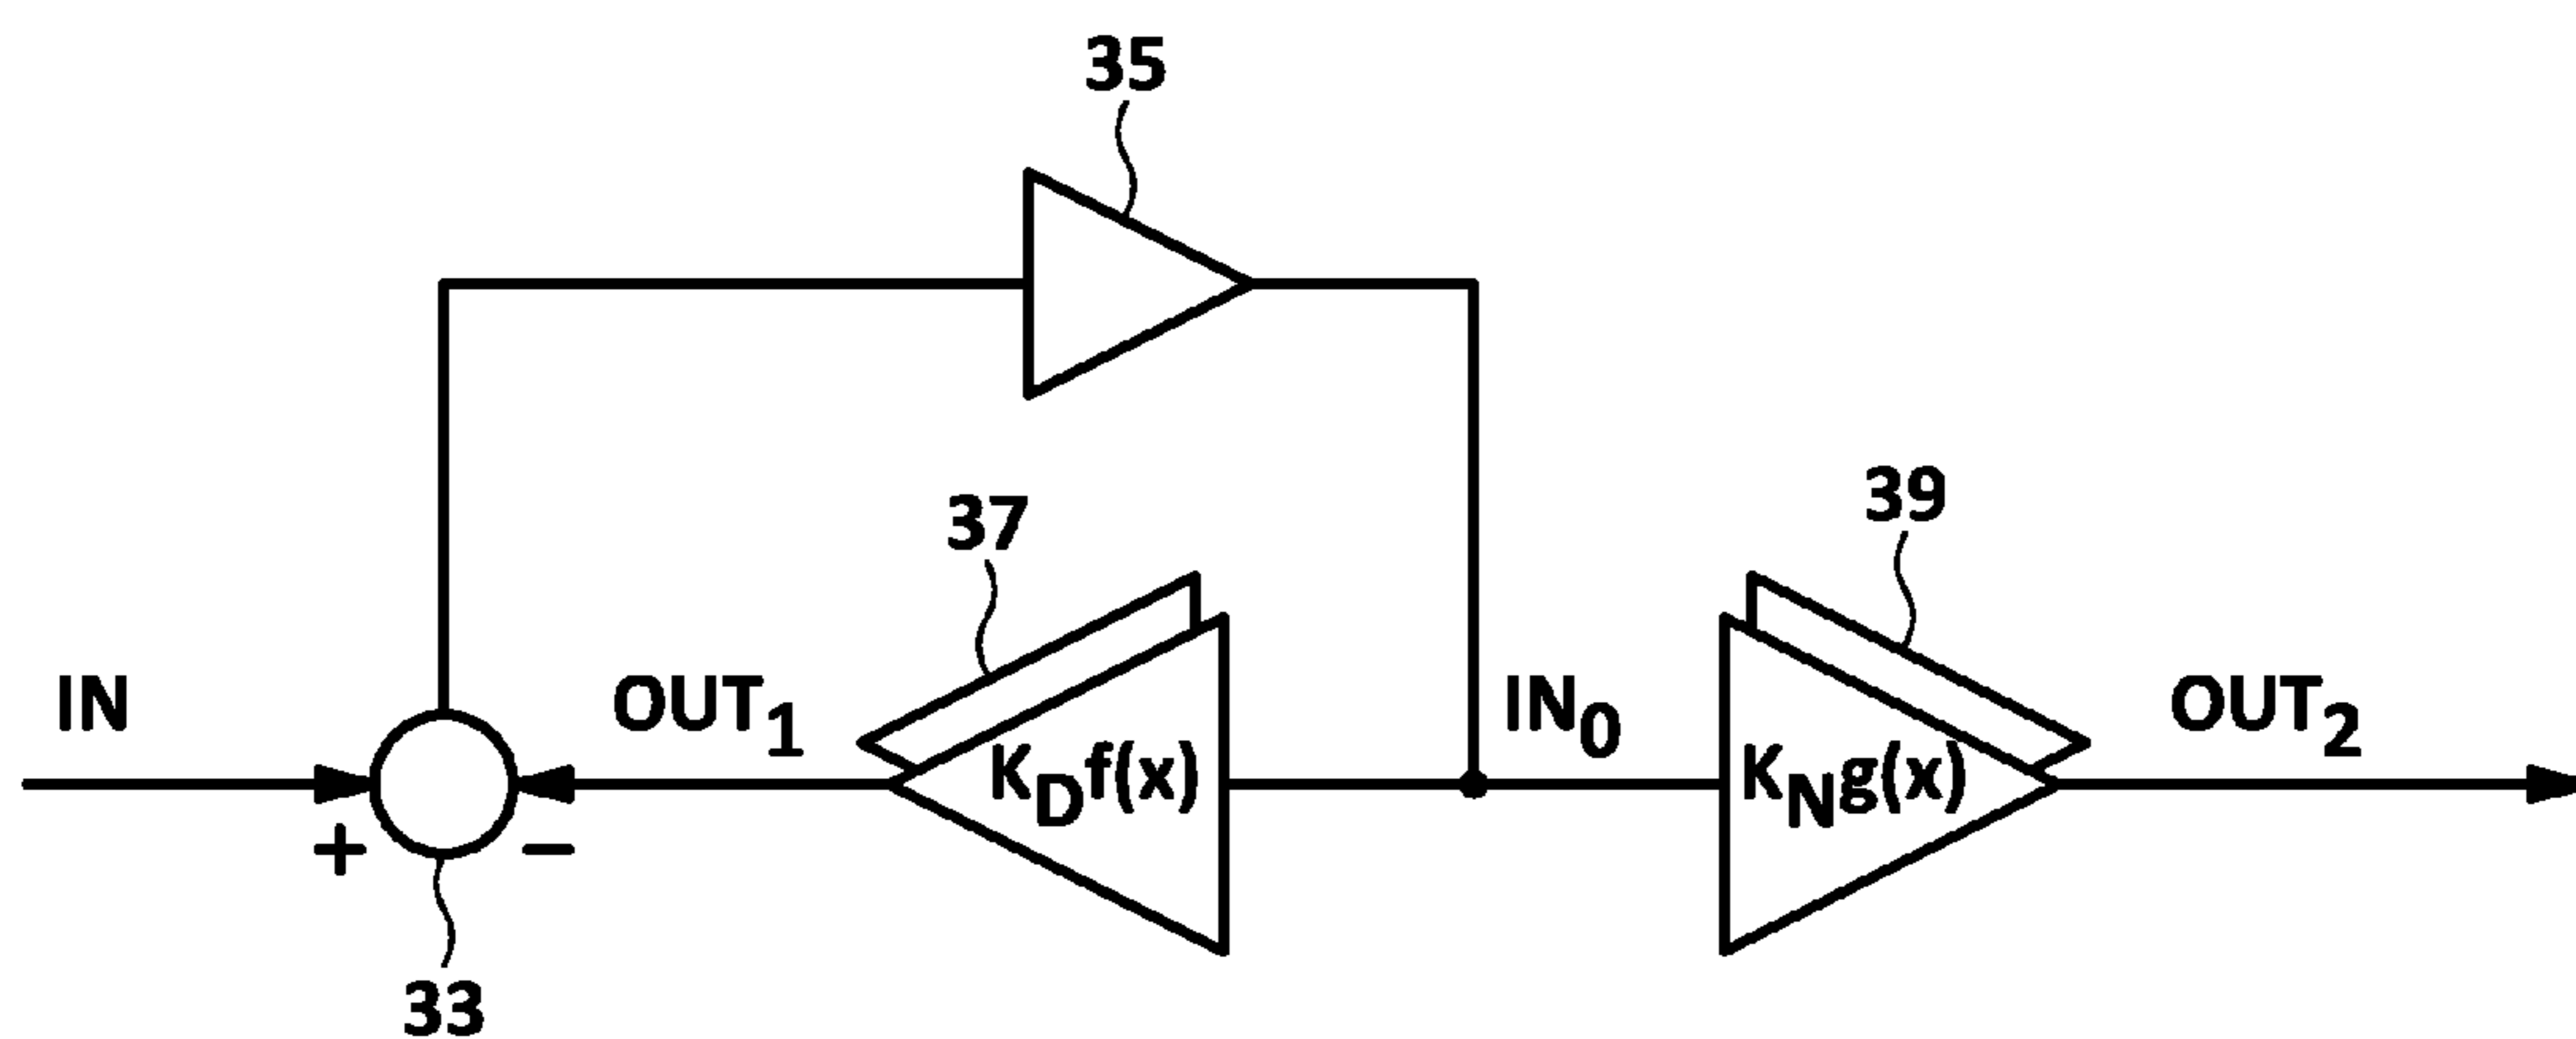 35
37
39
IN
OUT1
IN0
OUT2
KDf(x)
KNg(x)
+
−
33